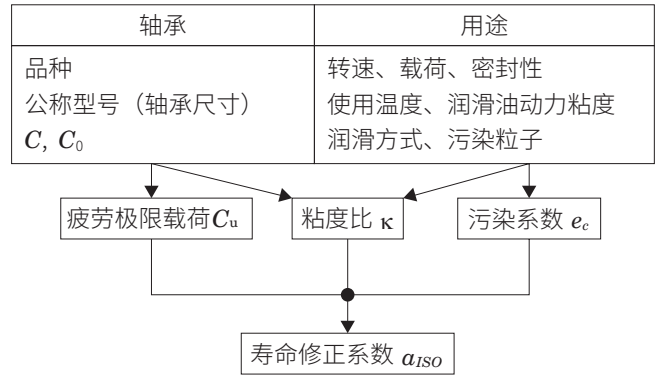 轴承
用途
品种
公称型号（轴承尺寸）
C, C₀
转速、载荷、密封性
使用温度、润滑油动力粘度
润滑方式、污染粒子
疲劳极限载荷Cu
粘度比 κ
污染系数 ec
寿命修正系数 aISO